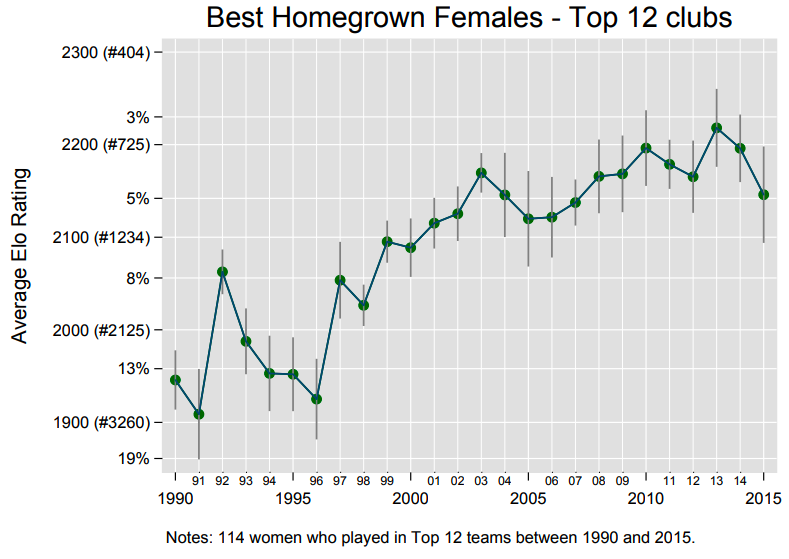 Best Homegrown Females - Top 12 clubs
Average Elo Rating
2300 (#404)
3%
2200 (#725)
5%
2100 (#1234)
8%
2000 (#2125)
13%
1900 (#3260)
19%
91 92 93 94 96 97 98 99 01 02 03 04 06 07 08 09 11 12 13 14
1990 1995 2000 2005 2010 2015
Notes: 114 women who played in Top 12 teams between 1990 and 2015.